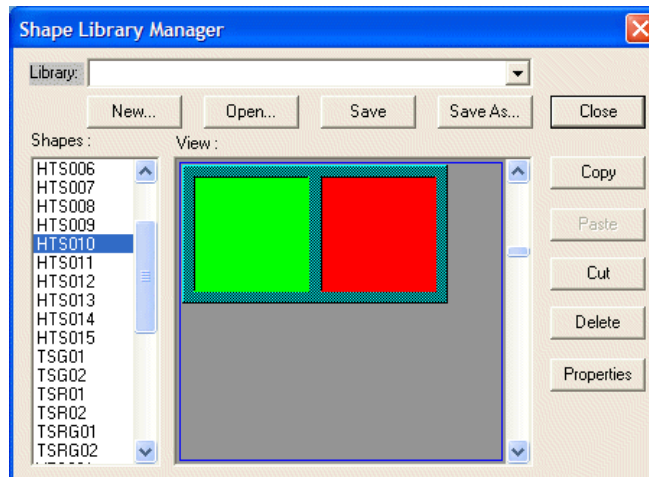 Shape Library Manager
Library:
New... Open... Save Save As... Close
Shapes : View :
HTS006
HTS007
HTS008
HTS009
HTS010
HTS011
HTS012
HTS013
HTS014
HTS015
TSG01
TSG02
TSR01
TSR02
TSRG01
TSRG02
Copy
Paste
Cut
Delete
Properties